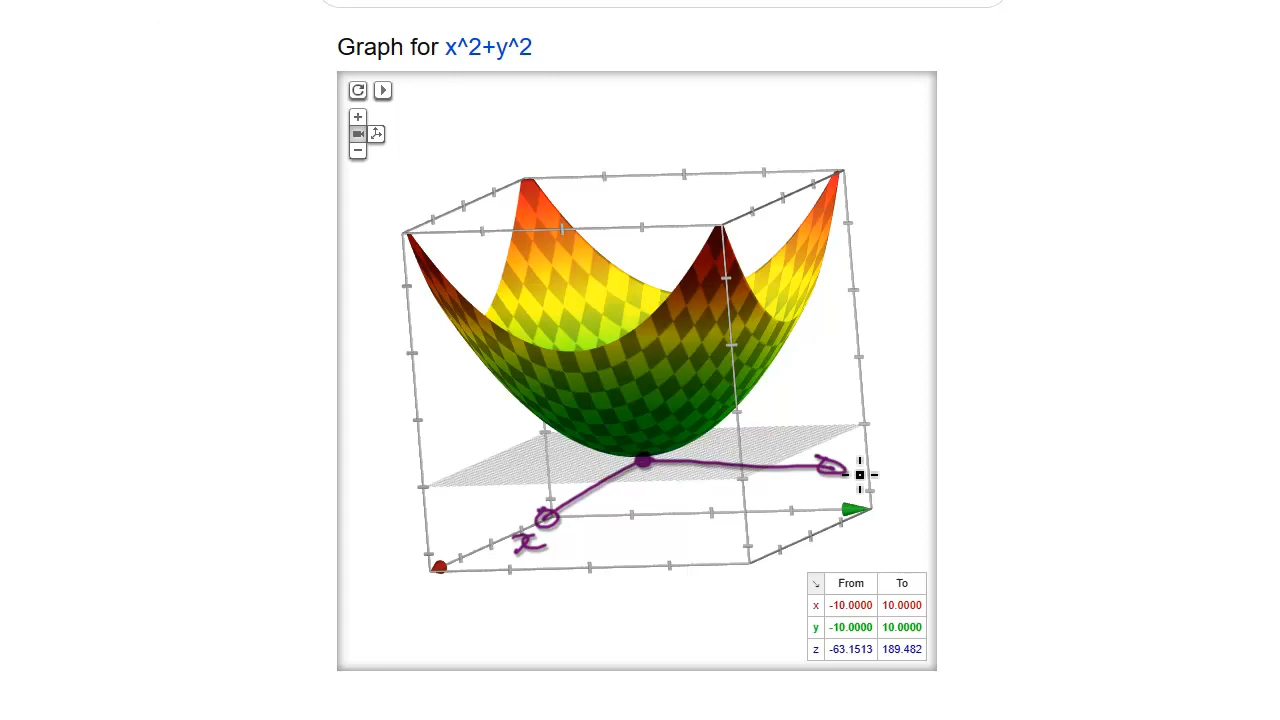 Graph for x^2+y^2
+
−
x
From To
x -10.0000 10.0000
y -10.0000 10.0000
z -63.1513 189.482